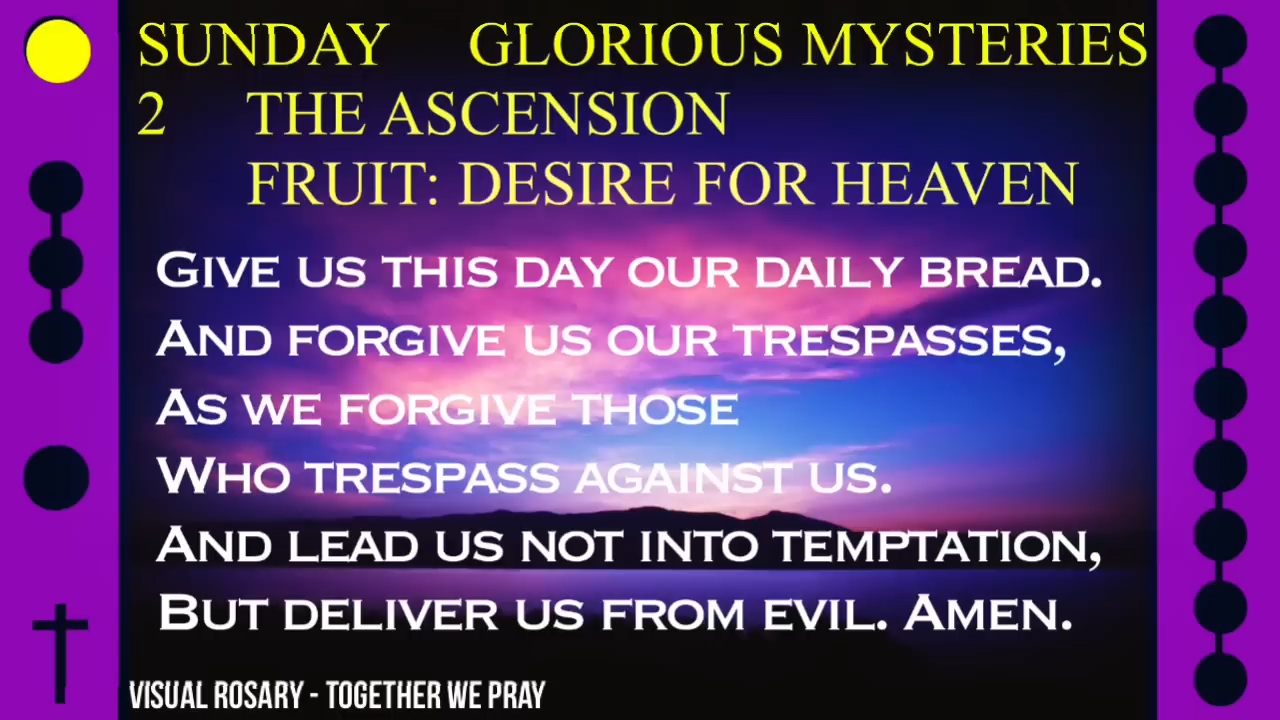 SUNDAY GLORIOUS MYSTERIES
2 THE ASCENSION
FRUIT: DESIRE FOR HEAVEN
GIVE US THIS DAY OUR DAILY BREAD.
AND FORGIVE US OUR TRESPASSES,
AS WE FORGIVE THOSE
WHO TRESPASS AGAINST US.
AND LEAD US NOT INTO TEMPTATION,
BUT DELIVER US FROM EVIL. AMEN.
VISUAL ROSARY - TOGETHER WE PRAY